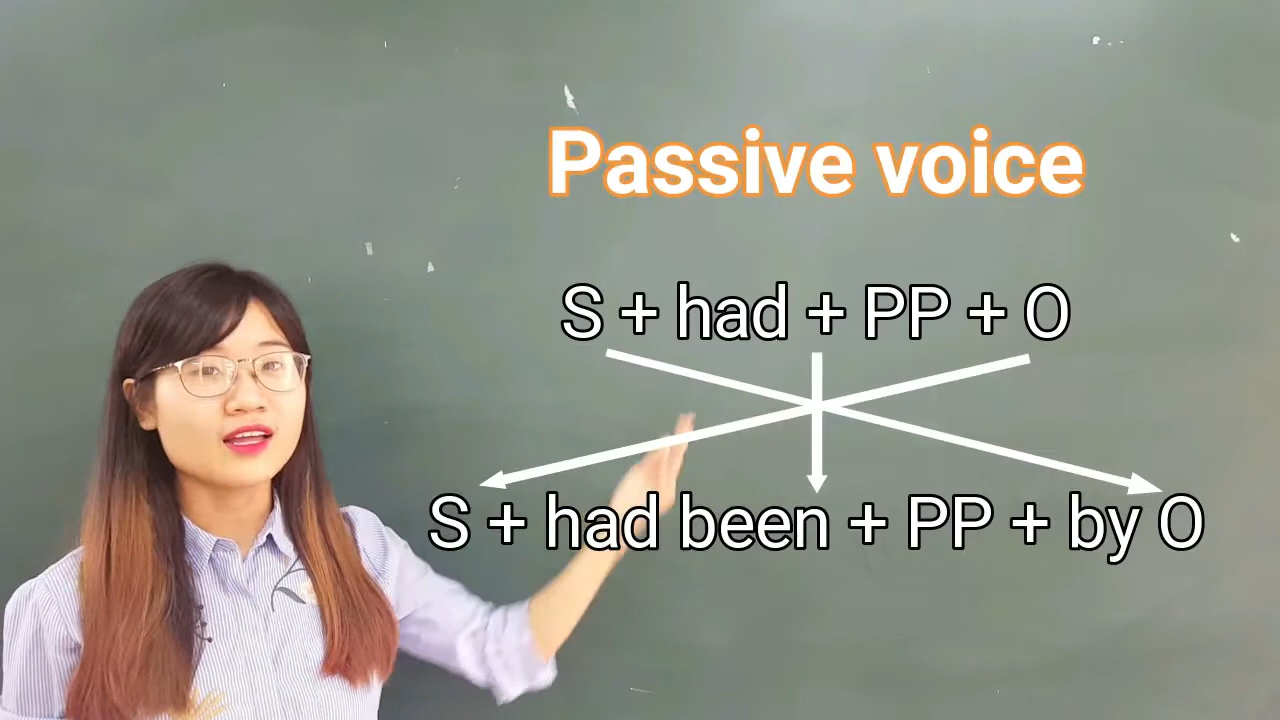 Passive voice
S + had + PP + O
S + had been + PP + by O